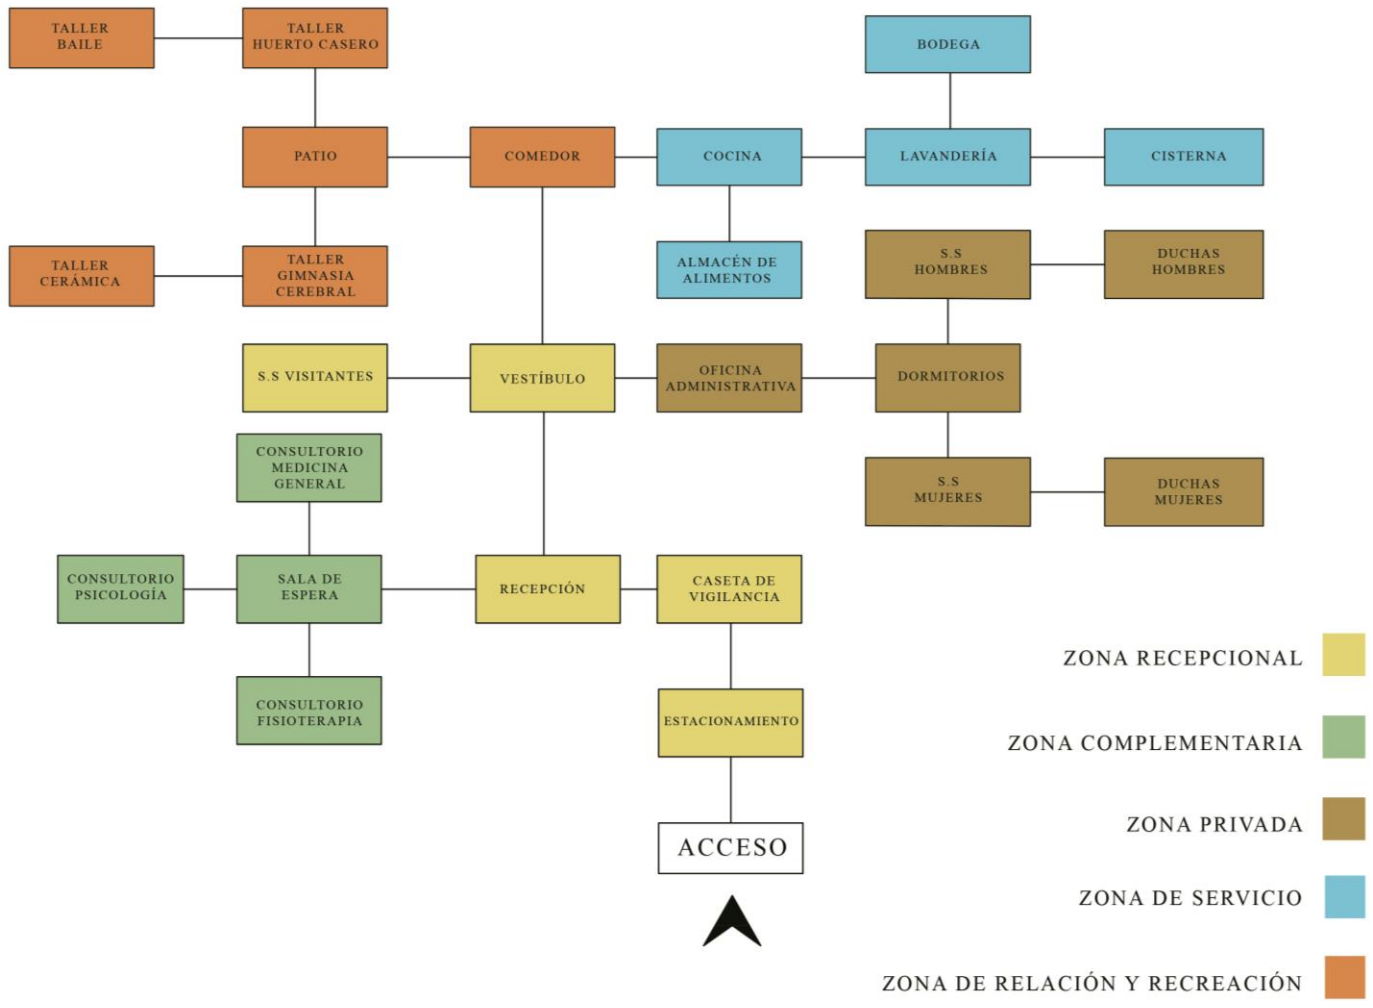 TALLER
BAILE
TALLER
HUERTO CASERO
BODEGA
PATIO
COMEDOR
COCINA
LAVANDERÍA
CISTERNA
TALLER
CERÁMICA
TALLER
GIMNASIA
CEREBRAL
ALMACÉN DE
ALIMENTOS
S.S
HOMBRES
DUCHAS
HOMBRES
S.S VISITANTES
VESTÍBULO
OFICINA
ADMINISTRATIVA
DORMITORIOS
CONSULTORIO
MEDICINA
GENERAL
S.S
MUJERES
DUCHAS
MUJERES
CONSULTORIO
PSICOLOGÍA
SALA DE
ESPERA
RECEPCIÓN
CASETA DE
VIGILANCIA
CONSULTORIO
FISIOTERAPIA
ESTACIONAMIENTO
ACCESO
ZONA RECEPCIONAL
ZONA COMPLEMENTARIA
ZONA PRIVADA
ZONA DE SERVICIO
ZONA DE RELACIÓN Y RECREACIÓN